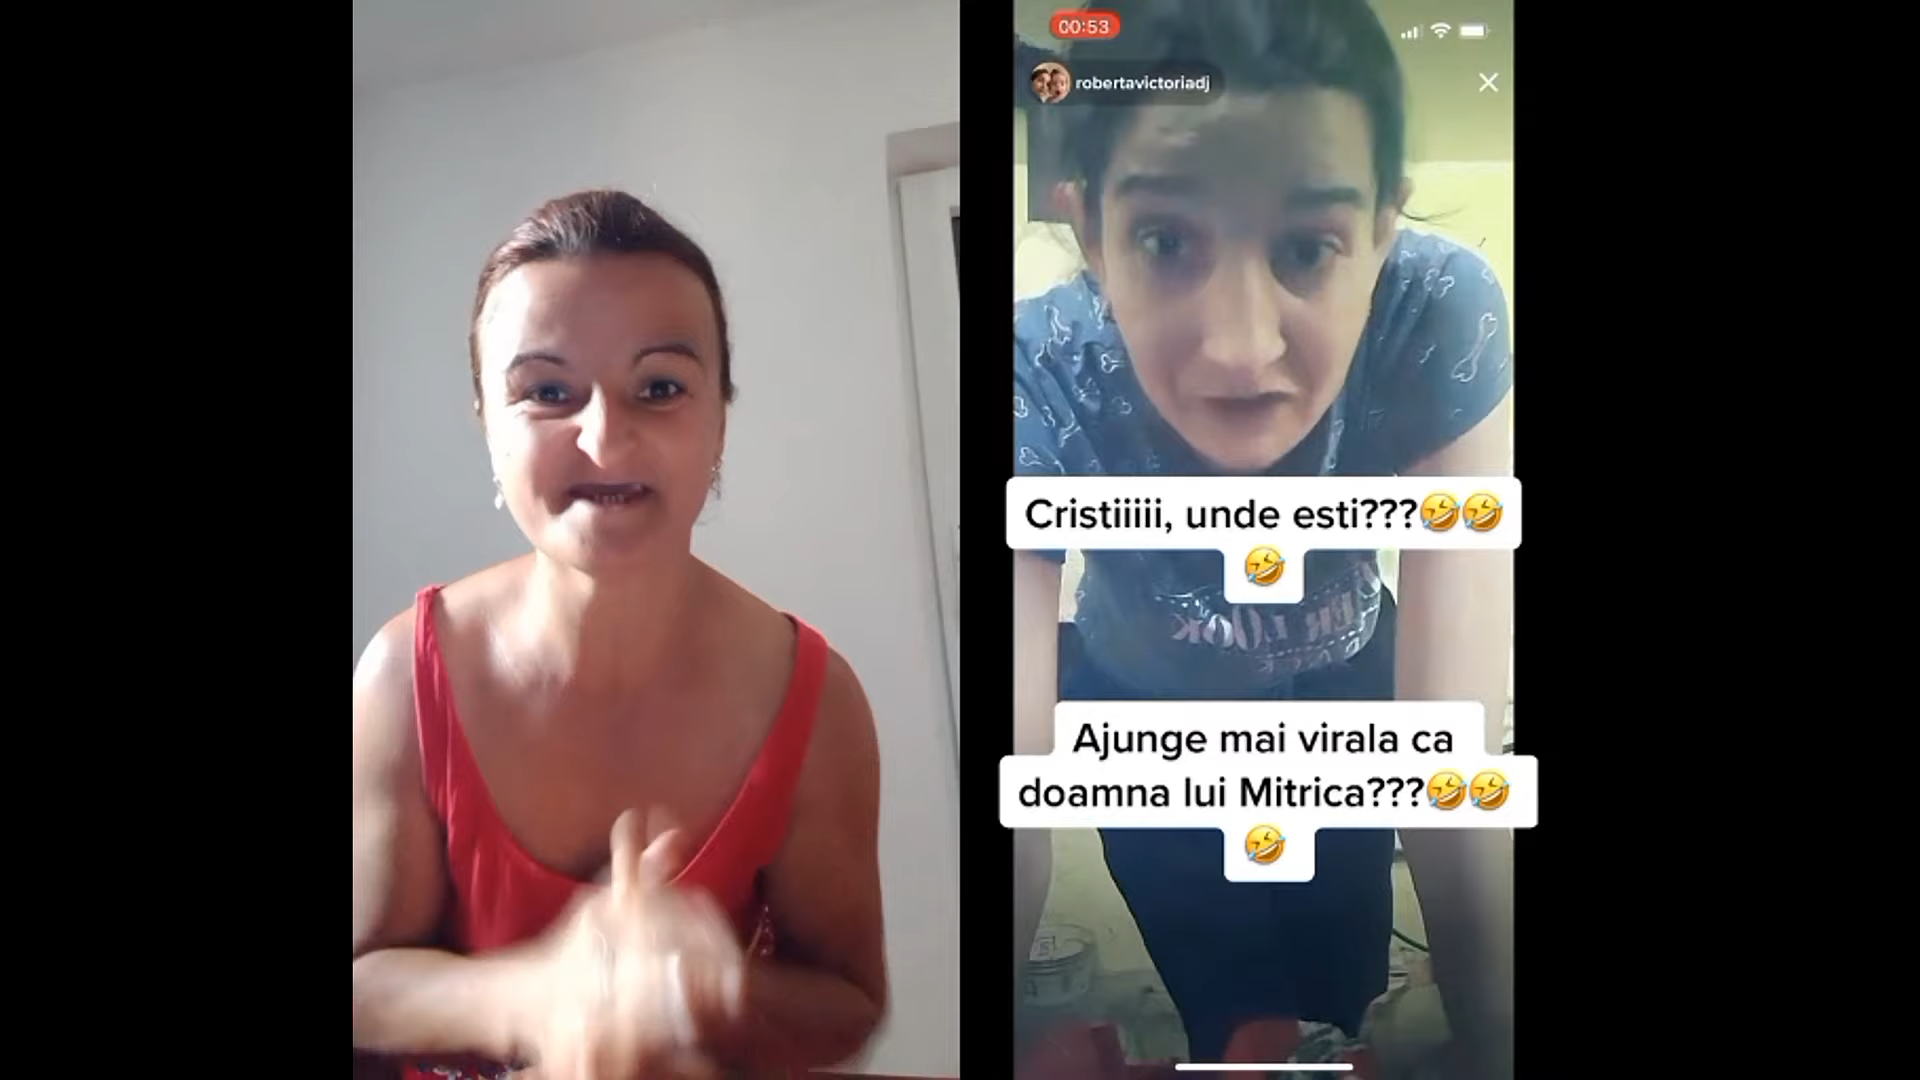 00:53
robertavictoriadj
Cristiiiii, unde esti???🤣🤣
🤣
Ajunge mai virala ca
doamna lui Mitrica???🤣🤣
🤣